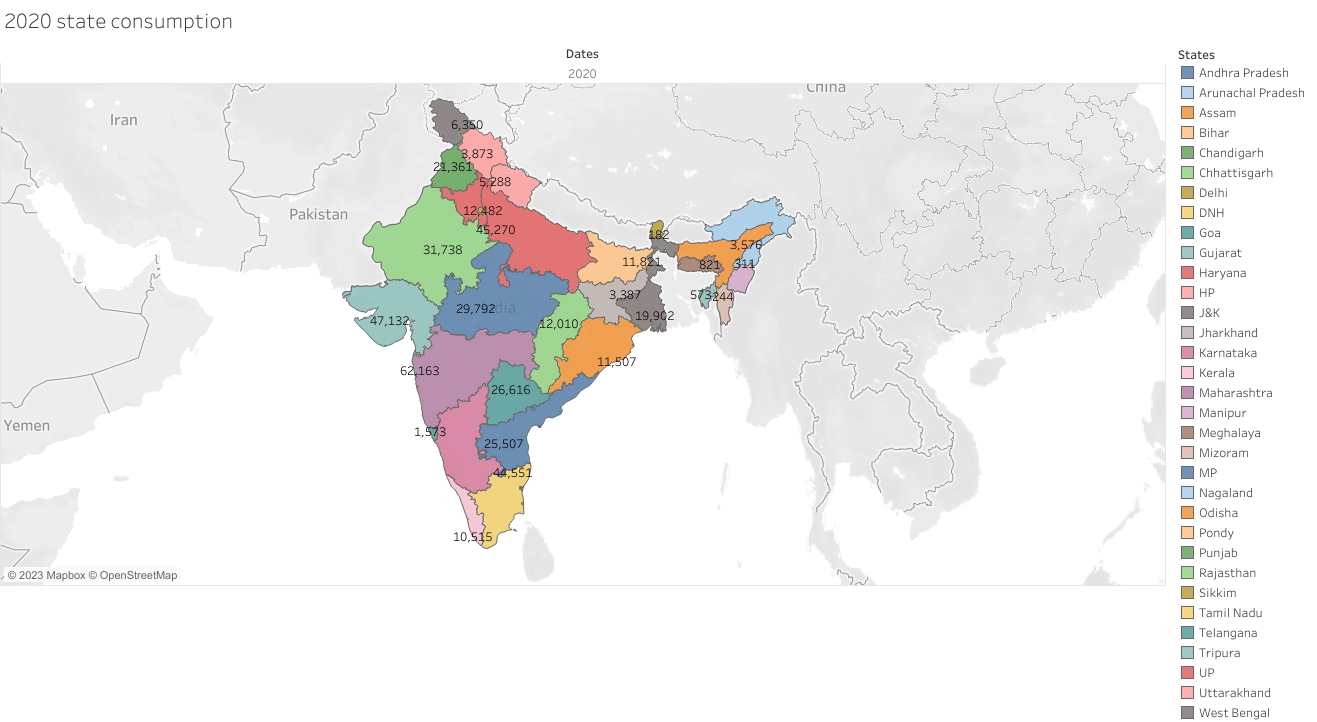 2020 state consumption
Dates
2020
China
Iran
6,350
3,873
21,361
5,288
Pakistan
12,482
45,270
182
31,738
3,576
11,821
821
311
3,387
573
244
29,792
47,132
12,010
19,902
11,507
62,163
26,616
Yemen
1,573
25,507
44,551
10,515
© 2023 Mapbox © OpenStreetMap
States
Andhra Pradesh
Arunachal Pradesh
Assam
Bihar
Chandigarh
Chhattisgarh
Delhi
DNH
Goa
Gujarat
Haryana
HP
J&K
Jharkhand
Karnataka
Kerala
Maharashtra
Manipur
Meghalaya
Mizoram
MP
Nagaland
Odisha
Pondy
Punjab
Rajasthan
Sikkim
Tamil Nadu
Telangana
Tripura
UP
Uttarakhand
West Bengal